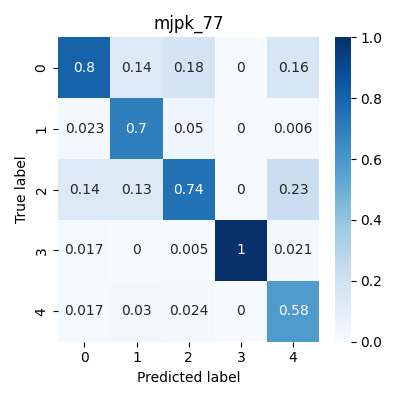 mjpk_77
0 0.8 0.14 0.18 0 0.16
1 0.023 0.7 0.05 0 0.006
2 0.14 0.13 0.74 0 0.23
3 0.017 0 0.005 1 0.021
4 0.017 0.03 0.024 0 0.58
0 1 2 3 4
True label
Predicted label
1.0
0.8
0.6
0.4
0.2
0.0